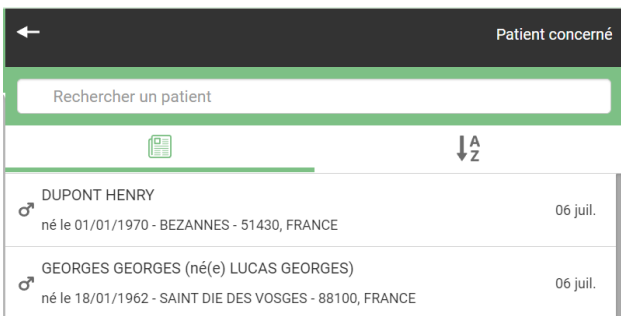 Patient concerné
Rechercher un patient
A
Z
DUPONT HENRY
06 juil.
né le 01/01/1970 - BEZANNES - 51430, FRANCE
GEORGES GEORGES (né(e) LUCAS GEORGES)
06 juil.
né le 18/01/1962 - SAINT DIE DES VOSGES - 88100, FRANCE